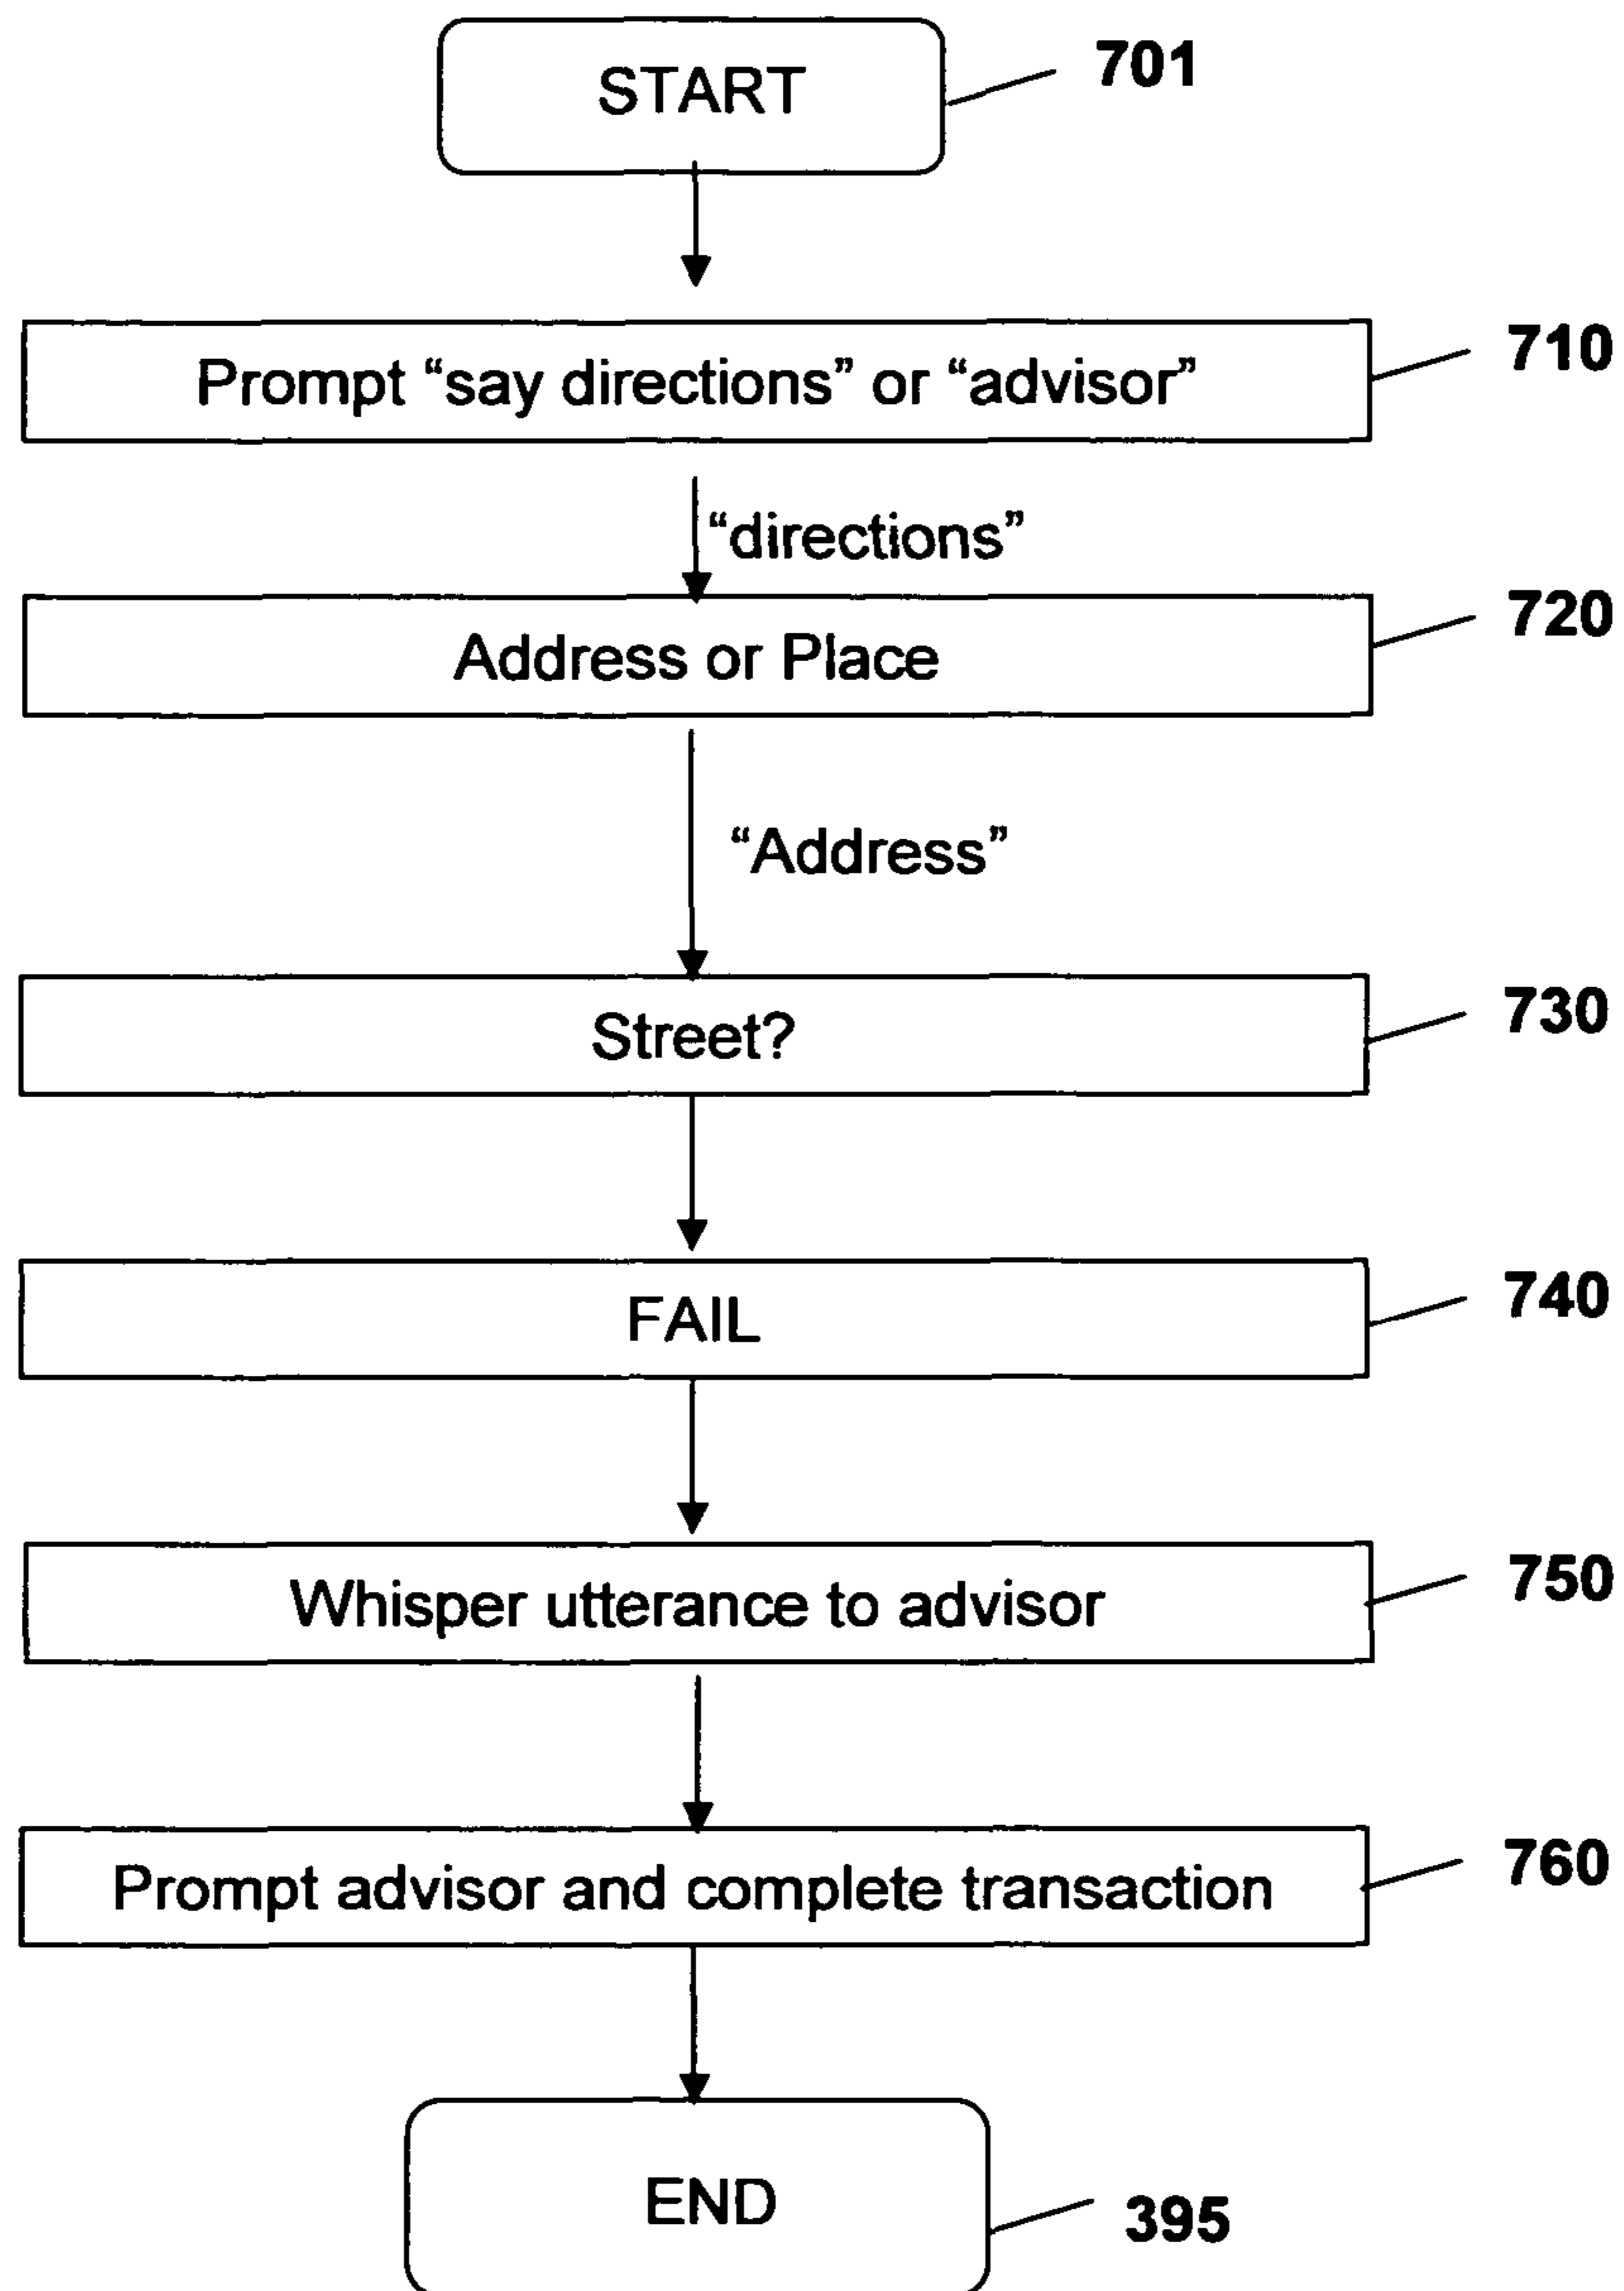 START
701
Prompt “say directions” or “advisor”
710
“directions”
Address or Place
720
“Address”
Street?
730
FAIL
740
Whisper utterance to advisor
750
Prompt advisor and complete transaction
760
END
395